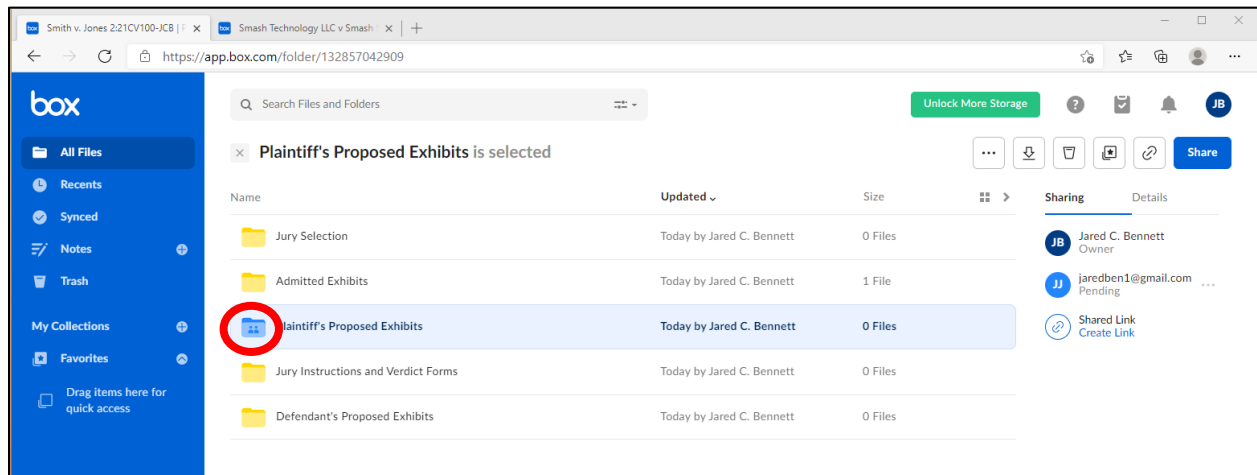 Smith v. Jones 2:21CV100-JCB | Smash Technology LLC v Smash
https://app.box.com/folder/132857042909
box
Search Files and Folders
Unlock More Storage
JB
All Files
Recents
Synced
Notes
Trash
My Collections
Favorites
Drag items here for
quick access
Plaintiff's Proposed Exhibits is selected
Share
Name Updated Size
Jury Selection Today by Jared C. Bennett 0 Files
Admitted Exhibits Today by Jared C. Bennett 1 File
laintiff's Proposed Exhibits Today by Jared C. Bennett 0 Files
Jury Instructions and Verdict Forms Today by Jared C. Bennett 0 Files
Defendant's Proposed Exhibits Today by Jared C. Bennett 0 Files
Sharing Details
JB Jared C. Bennett
Owner
JJ jaredben1@gmail.com
Pending
Shared Link
Create Link